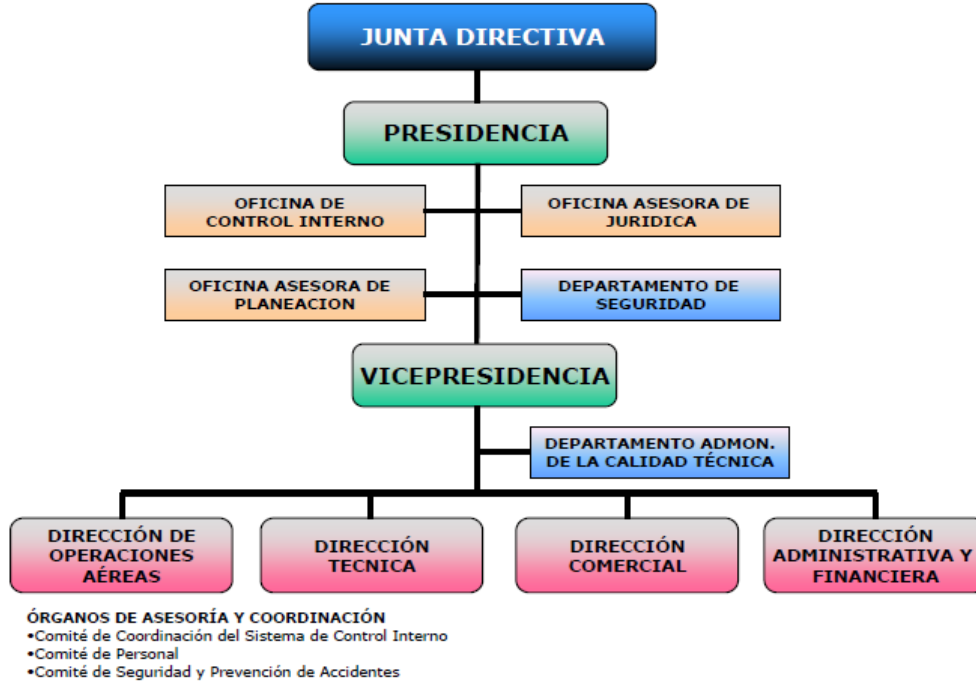 JUNTA DIRECTIVA
PRESIDENCIA
OFICINA DE
CONTROL INTERNO
OFICINA ASESORA DE
JURIDICA
OFICINA ASESORA DE
PLANEACION
DEPARTAMENTO DE
SEGURIDAD
VICEPRESIDENCIA
DEPARTAMENTO ADMON.
DE LA CALIDAD TÉCNICA
DIRECCIÓN DE
OPERACIONES
AÉREAS
DIRECCIÓN
TECNICA
DIRECCIÓN
COMERCIAL
DIRECCIÓN
ADMINISTRATIVA Y
FINANCIERA
ÓRGANOS DE ASESORÍA Y COORDINACIÓN
•Comité de Coordinación del Sistema de Control Interno
•Comité de Personal
•Comité de Seguridad y Prevención de Accidentes